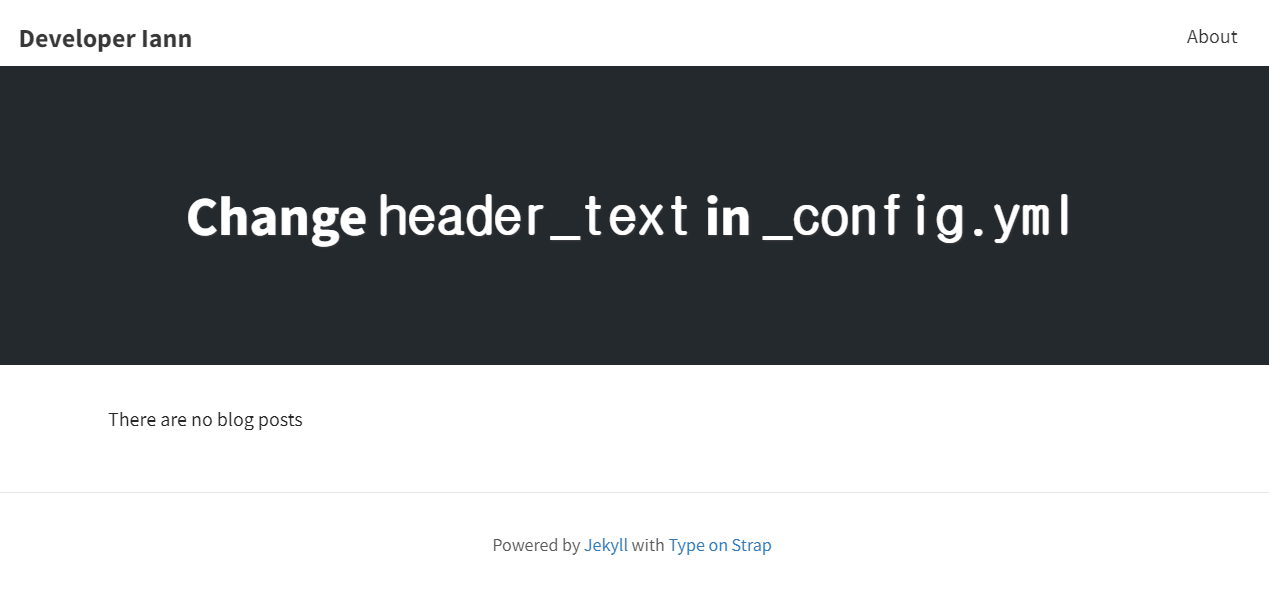 Developer Iann
About
Change header_text in _config.yml
There are no blog posts
Powered by Jekyll with Type on Strap